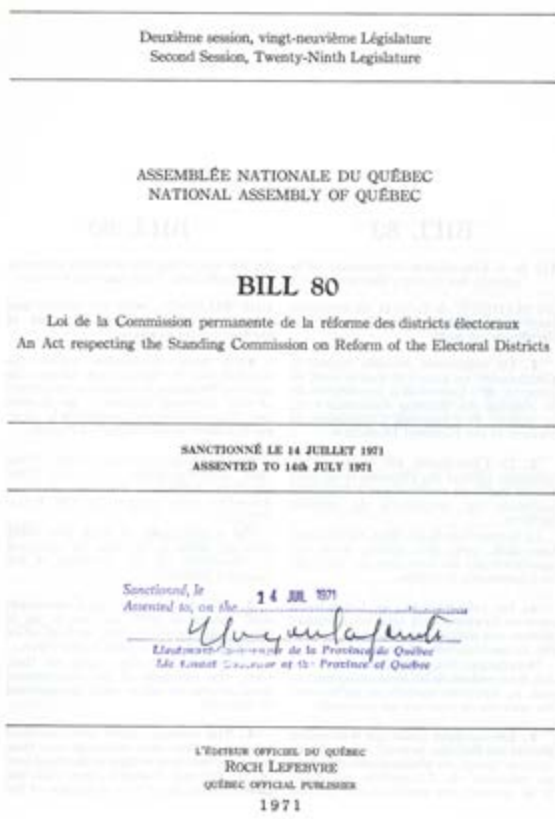 Deuxième session, vingt-neuvième Législature
Second Session, Twenty-Ninth Legislature
ASSEMBLÉE NATIONALE DU QUÉBEC
NATIONAL ASSEMBLY OF QUÉBEC
BILL 80
Loi de la Commission permanente de la réforme des districts électoraux
An Act respecting the Standing Commission on Reform of the Electoral Districts
SANCTIONNÉ LE 14 JUILLET 1971
ASSENTED TO 14th JULY 1971
Sanctionné, le
Assented to, on the 14 JUL 1971
de la Province de Québec
of the Province of Quebec
L'ÉDITEUR OFFICIEL DU QUÉBEC
ROCH LEFEBVRE
QUÉBEC OFFICIAL PUBLISHER
1971